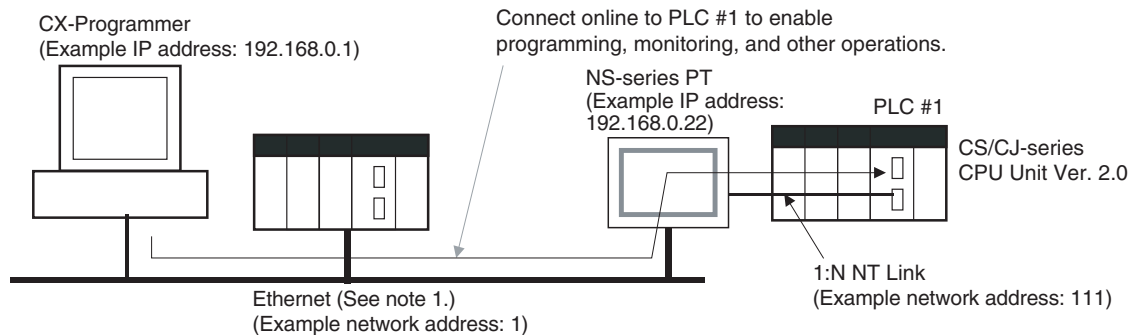 CX-Programmer
(Example IP address: 192.168.0.1)
Connect online to PLC #1 to enable
programming, monitoring, and other operations.
NS-series PT
(Example IP address:
192.168.0.22)
PLC #1
CS/CJ-series
CPU Unit Ver. 2.0
1:N NT Link
(Example network address: 111)
Ethernet (See note 1.)
(Example network address: 1)